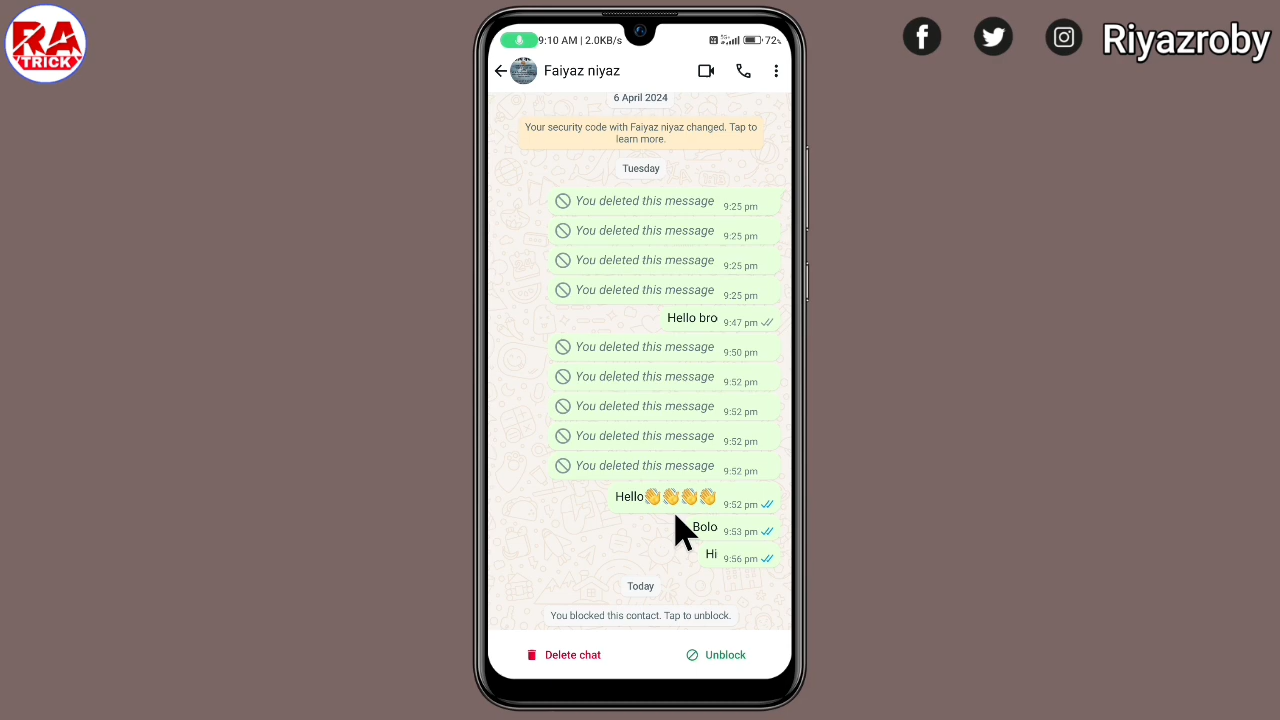 RA
TRICK
Riyazroby
9:10 AM | 2.0KB/s
72%
Faiyaz niyaz
6 April 2024
Your security code with Faiyaz niyaz changed. Tap to
learn more.
Tuesday
You deleted this message 9:25 pm
You deleted this message 9:25 pm
You deleted this message 9:25 pm
You deleted this message 9:25 pm
Hello bro 9:47 pm
You deleted this message 9:50 pm
You deleted this message 9:52 pm
You deleted this message 9:52 pm
You deleted this message 9:52 pm
You deleted this message 9:52 pm
Hello👋👋👋👋 9:52 pm
Bolo 9:53 pm
Hi 9:56 pm
Today
You blocked this contact. Tap to unblock.
Delete chat
Unblock